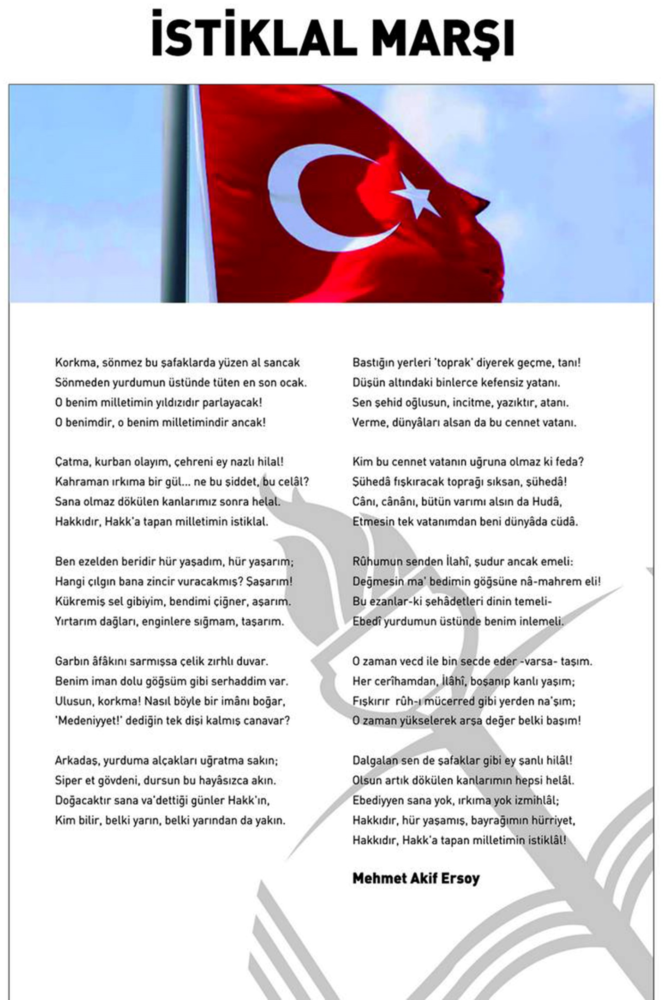 İSTİKLAL MARŞI
Korkma, sönmez bu şafaklarda yüzen al sancak
Sönmeden yurdumun üstünde tüten en son ocak.
O benim milletimin yıldızıdır parlayacak!
O benimdir, o benim milletimindir ancak!
Çatma, kurban olayım, çehreni ey nazlı hilal!
Kahraman ırkıma bir gül... ne bu şiddet, bu celâl?
Sana olmaz dökülen kanlarımız sonra helal.
Hakkıdır, Hakk'a tapan milletimin istiklal.
Ben ezelden beridir hür yaşadım, hür yaşarım;
Hangi çılgın bana zincir vuracakmış? Şaşarım!
Kükremiş sel gibiyim, bendimi çiğner, aşarım.
Yırtarım dağları, enginlere sığmam, taşarım.
Garbın âfâkını sarmışsa çelik zırhlı duvar.
Benim iman dolu göğsüm gibi serhaddim var.
Ulusun, korkma! Nasıl böyle bir imânı boğar,
'Medeniyyet!' dediğin tek dişi kalmış canavar?
Arkadaş, yurduma alçakları uğratma sakın;
Siper et gövdeni, dursun bu hayâsızca akın.
Doğacaktır sana va'dettiği günler Hakk'ın,
Kim bilir, belki yarın, belki yarından da yakın.
Bastığın yerleri 'toprak' diyerek geçme, tanı!
Düşün altındaki binlerce kefensiz yatanı.
Sen şehid oğlusun, incitme, yazıktır, atanı.
Verme, dünyâları alsan da bu cennet vatanı.
Kim bu cennet vatanın uğruna olmaz ki feda?
Şühedâ fışkıracak toprağı sıksan, şühedâ!
Cânı, cânânı, bütün varımı alsın da Hudâ,
Etmesin tek vatanımdan beni dünyâda cüdâ.
Rûhumun senden İlahî, şudur ancak emeli:
Değmesin ma' bedimin göğsüne nâ-mahrem eli!
Bu ezanlar-ki şehâdetleri dinin temeli-
Ebedî yurdumun üstünde benim inlemeli.
O zaman vecd ile bin secde eder -varsa- taşım.
Her cerîhamdan, İlâhî, boşanıp kanlı yaşım;
Fışkırır rûh-ı mücerred gibi yerden na'şım;
O zaman yükselerek arşa değer belki başım!
Dalgalan sen de şafaklar gibi ey şanlı hilâl!
Olsun artık dökülen kanlarımın hepsi helâl.
Ebediyyen sana yok, ırkıma yok izmihlâl;
Hakkıdır, hür yaşamış, bayrağımın hürriyet,
Hakkıdır, Hakk'a tapan milletimin istiklâl!
Mehmet Akif Ersoy